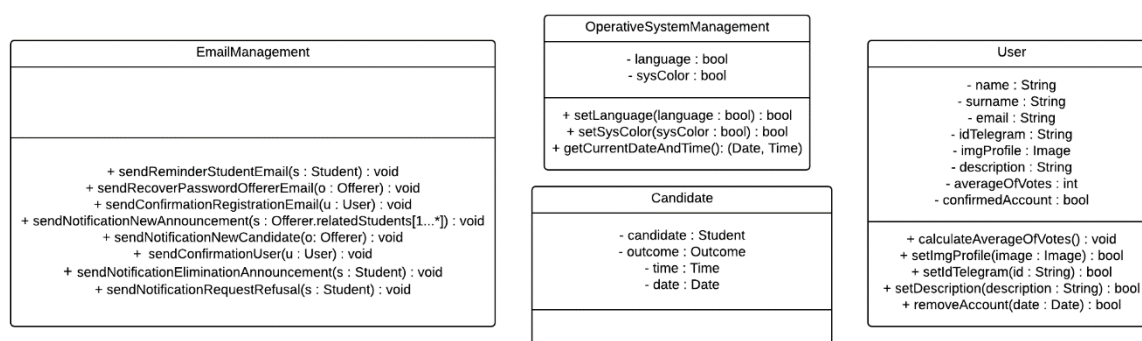 EmailManagement
+ sendReminderStudentEmail(s : Student) : void
+ sendRecoverPasswordOffererEmail(o : Offerer) : void
+ sendConfirmationRegistrationEmail(u : User) : void
+ sendNotificationNewAnnouncement(s : Offerer.relatedStudents[1...*]) : void
+ sendNotificationNewCandidate(o: Offerer) : void
+ sendConfirmationUser(u : User) : void
+ sendNotificationEliminationAnnouncement(s : Student) : void
+ sendNotificationRequestRefusal(s : Student) : void
OperativeSystemManagement
- language : bool
- sysColor : bool
+ setLanguage(language : bool) : bool
+ setSysColor(sysColor : bool) : bool
+ getCurrentDateAndTime(): (Date, Time)
Candidate
- candidate : Student
- outcome : Outcome
- time : Time
- date : Date
User
- name : String
- surname : String
- email : String
- idTelegram : String
- imgProfile : Image
- description : String
- averageOfVotes : int
- confirmedAccount : bool
+ calculateAverageOfVotes() : void
+ setImgProfile(image : Image) : bool
+ setIdTelegram(id : String) : bool
+ setDescription(description : String) : bool
+ removeAccount(date : Date) : bool